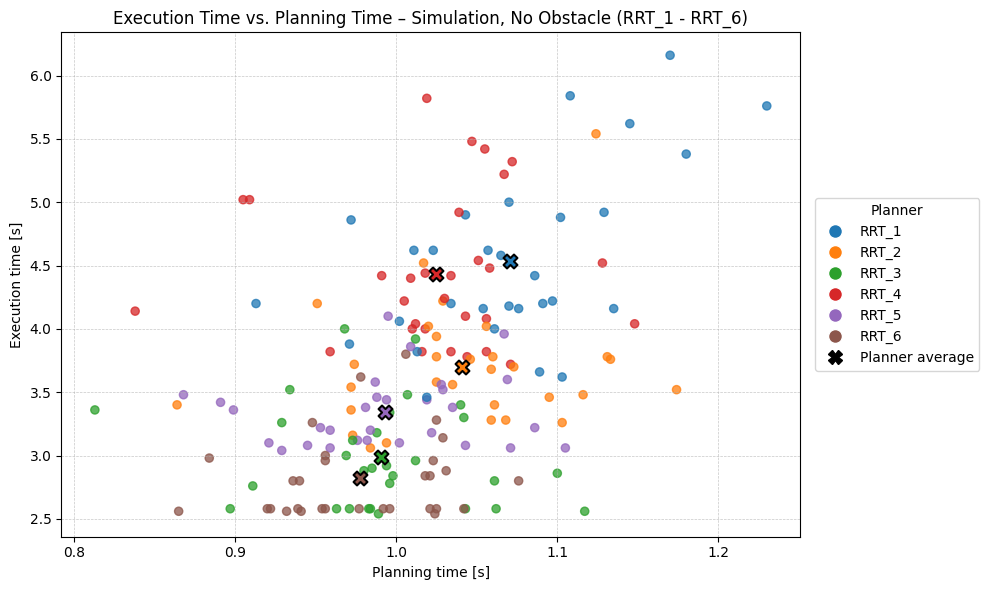 Execution Time vs. Planning Time – Simulation, No Obstacle (RRT_1 - RRT_6)
Execution time [s]
6.0
5.5
5.0
4.5
4.0
3.5
3.0
2.5
0.8
0.9
1.0
1.1
1.2
Planning time [s]
Planner
RRT_1
RRT_2
RRT_3
RRT_4
RRT_5
RRT_6
Planner average